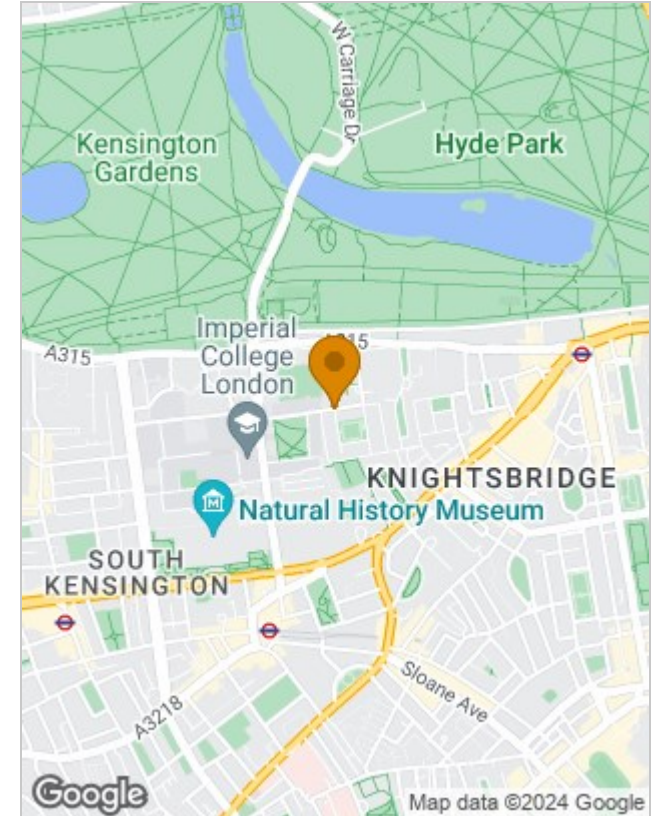 W Carriage Dr
Kensington
Gardens
Hyde Park
Imperial
College
London
A315
A315
KNIGHTSBRIDGE
Natural History Museum
SOUTH
KENSINGTON
Sloane Ave
A3218
Google
Map data ©2024 Google